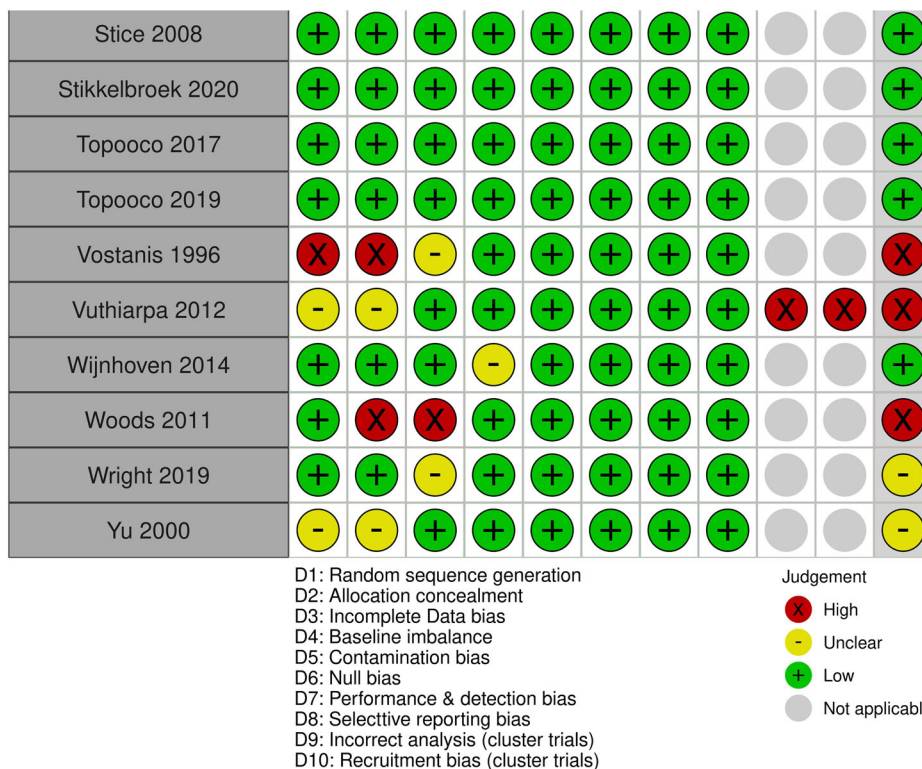 Stice 2008 + + + + + + + + +
Stikkelbroek 2020 + + + + + + + + +
Topooco 2017 + + + + + + + + +
Topooco 2019 + + + + + + + + +
Vostanis 1996 X X - + + + + + X
Vuthiarpa 2012 - - + + + + + + X X X
Wijnhoven 2014 + + + - + + + + +
Woods 2011 + X X + + + + + X
Wright 2019 + + - + + + + + -
Yu 2000 - - + + + + + + -
D1: Random sequence generation
D2: Allocation concealment
D3: Incomplete Data bias
D4: Baseline imbalance
D5: Contamination bias
D6: Null bias
D7: Performance & detection bias
D8: Selecttive reporting bias
D9: Incorrect analysis (cluster trials)
D10: Recruitment bias (cluster trials)
Judgement
X High
- Unclear
+ Low
Not applicabl